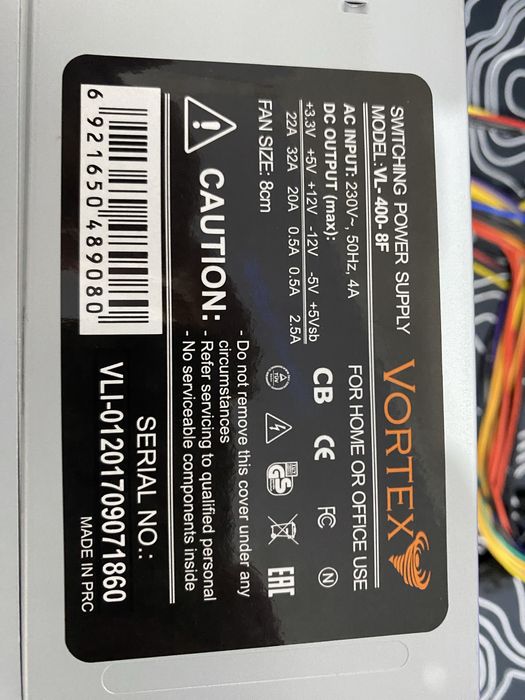 SWITCHING POWER SUPPLY
MODEL:VL- 400- 8F
VORTEX
AC INPUT: 230V~, 50Hz, 4A
DC OUTPUT (max):
+3.3V +5V +12V -12V -5V +5Vsb
22A 32A 20A 0.5A 0.5A 2.5A
FAN SIZE: 8cm
FOR HOME OR OFFICE USE
CB CE FC N
GS EAC
CAUTION:
- Do not remove this cover under any
circumstances
- Refer servicing to qualified personal
- No serviceable components inside
6 921650 489080
SERIAL NO.:
VLI-01201709071860
MADE IN PRC